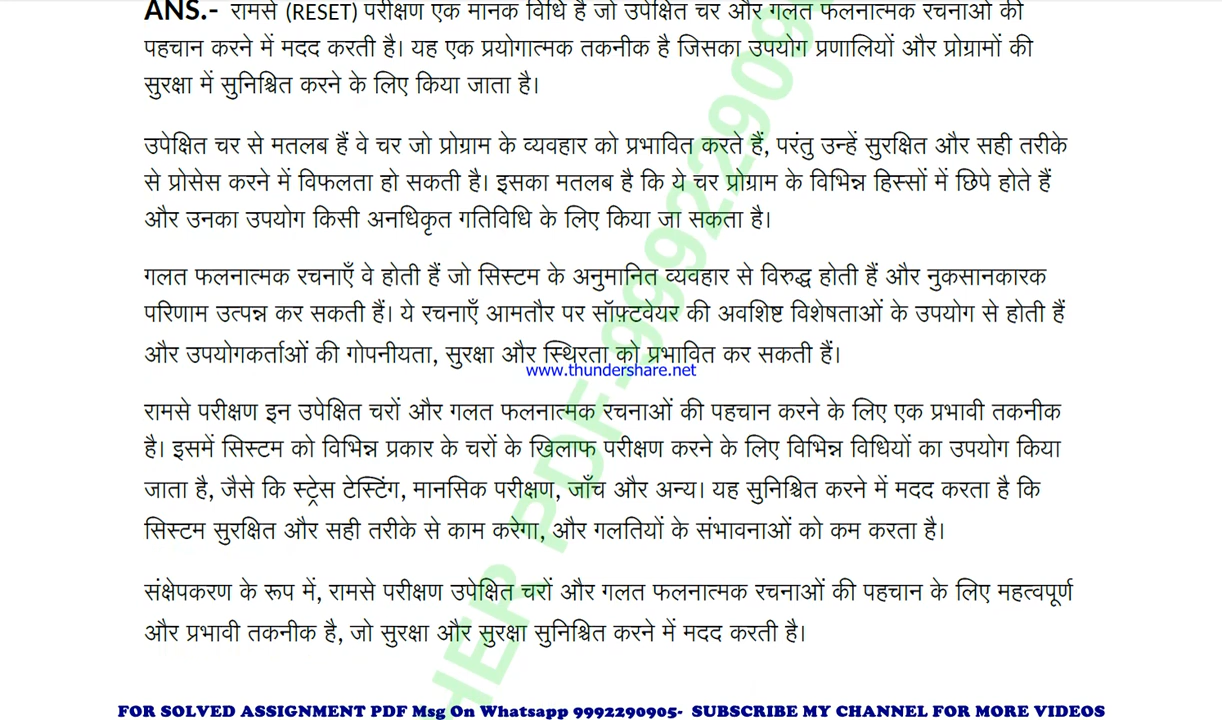 ANS.- रामसे (RESET) परीक्षण एक मानक विधि है जो उपेक्षित चर और गलत फलनात्मक रचनाओं की
पहचान करने में मदद करती है। यह एक प्रयोगात्मक तकनीक है जिसका उपयोग प्रणालियों और प्रोग्रामों की
सुरक्षा में सुनिश्चित करने के लिए किया जाता है।
उपेक्षित चर से मतलब हैं वे चर जो प्रोग्राम के व्यवहार को प्रभावित करते हैं, परंतु उन्हें सुरक्षित और सही तरीके
से प्रोसेस करने में विफलता हो सकती है। इसका मतलब है कि ये चर प्रोग्राम के विभिन्न हिस्सों में छिपे होते हैं
और उनका उपयोग किसी अनधिकृत गतिविधि के लिए किया जा सकता है।
गलत फलनात्मक रचनाएँ वे होती हैं जो सिस्टम के अनुमानित व्यवहार से विरुद्ध होती हैं और नुकसानकारक
परिणाम उत्पन्न कर सकती हैं। ये रचनाएँ आमतौर पर सॉफ़्टवेयर की अवशिष्ट विशेषताओं के उपयोग से होती हैं
और उपयोगकर्ताओं की गोपनीयता, सुरक्षा और स्थिरता को प्रभावित कर सकती हैं।
www.thundershare.net
रामसे परीक्षण इन उपेक्षित चरों और गलत फलनात्मक रचनाओं की पहचान करने के लिए एक प्रभावी तकनीक
है। इसमें सिस्टम को विभिन्न प्रकार के चरों के खिलाफ परीक्षण करने के लिए विभिन्न विधियों का उपयोग किया
जाता है, जैसे कि स्ट्रेस टेस्टिंग, मानसिक परीक्षण, जाँच और अन्य। यह सुनिश्चित करने में मदद करता है कि
सिस्टम सुरक्षित और सही तरीके से काम करेगा, और गलतियों के संभावनाओं को कम करता है।
संक्षेपकरण के रूप में, रामसे परीक्षण उपेक्षित चरों और गलत फलनात्मक रचनाओं की पहचान के लिए महत्वपूर्ण
और प्रभावी तकनीक है, जो सुरक्षा और सुरक्षा सुनिश्चित करने में मदद करती है।
HER PDF-999229090
FOR SOLVED ASSIGNMENT PDF Msg On Whatsapp 9992290905- SUBSCRIBE MY CHANNEL FOR MORE VIDEOS